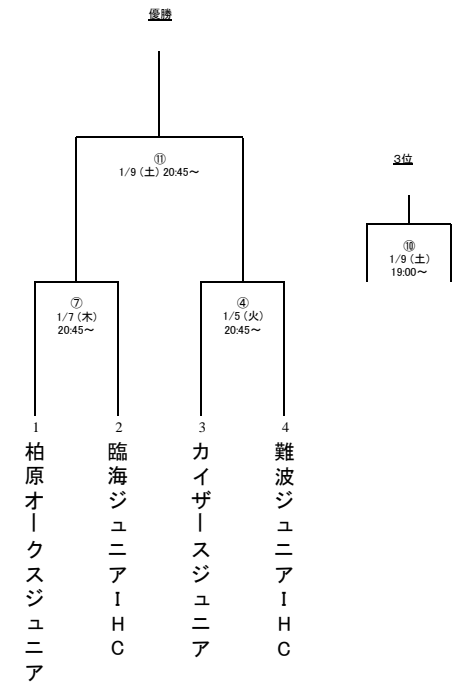 優勝
⑪
1/9 (土) 20:45～
3位
⑩
1/9 (土)
19:00～
⑦
1/7 (木)
20:45～
④
1/5 (火)
20:45～
1
柏原オークスジュニア
2
臨海ジュニアIHC
3
カイザースジュニア
4
難波ジュニアIHC